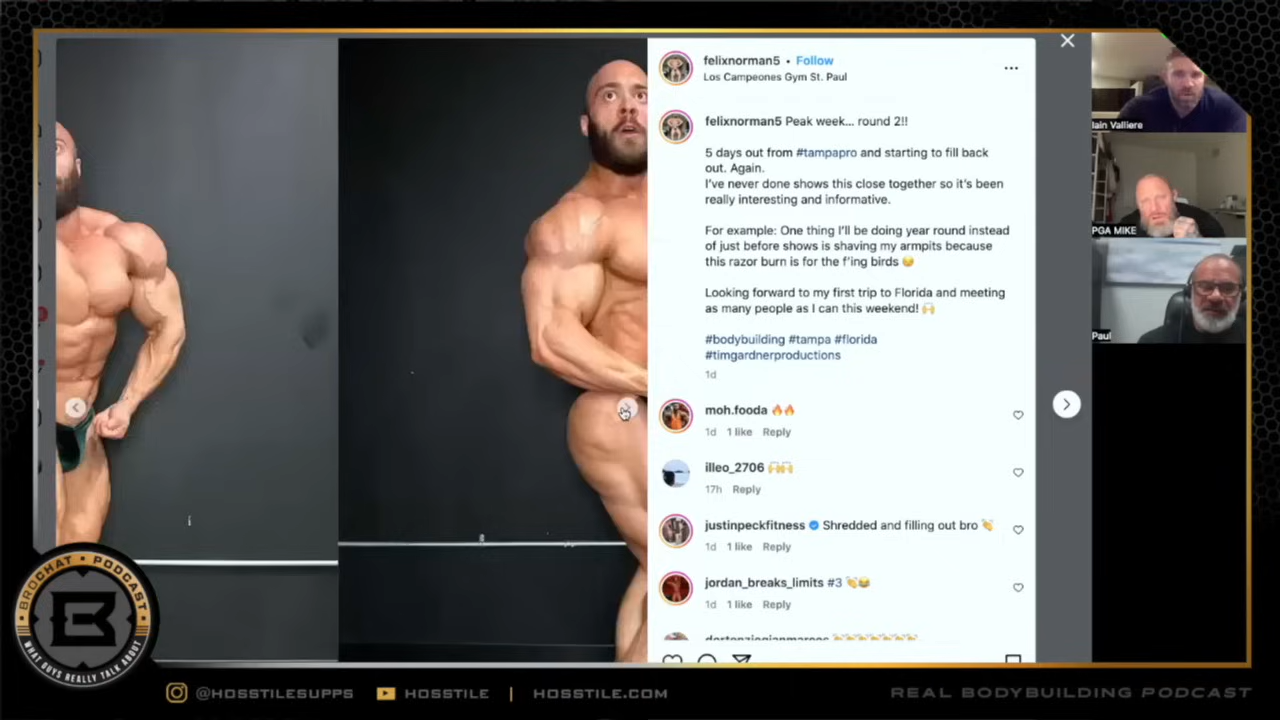 felixnorman5 • Follow
Los Campeones Gym St. Paul
felixnorman5 Peak week... round 2!!
5 days out from #tampapro and starting to fill back
out. Again.
I've never done shows this close together so it's been
really interesting and informative.
For example: One thing I'll be doing year round instead
of just before shows is shaving my armpits because
this razor burn is for the f'ing birds 😂
Looking forward to my first trip to Florida and meeting
as many people as I can this weekend! 🙌
#bodybuilding #tampa #florida
#timgardnerproductions
1d
moh.fooda 🔥🔥
1d 1 like Reply
illeo_2706 🙌🙌
17h Reply
justinpeckfitness Shredded and filling out bro 👏
1d 1 like Reply
jordan_breaks_limits #3 👏😂
1d 1 like Reply
Iain Valliere
PGA MIKE
Paul
BROCHAT • PODCAST
B
WHAT GUYS REALLY TALK ABOUT
@HOSSTILESUPPS HOSSTILE | HOSSTILE.COM
REAL BODYBUILDING PODCAST